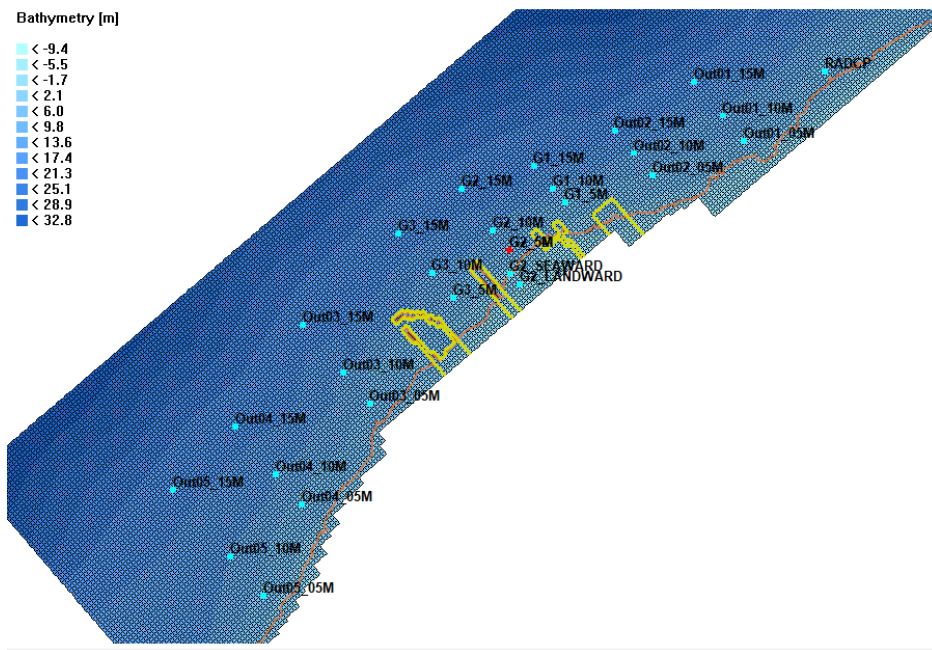 Bathymetry [m]
< -9.4
< -5.5
< -1.7
< 2.1
< 6.0
< 9.8
< 13.6
< 17.4
< 21.3
< 25.1
< 28.9
< 32.8
RADCP
Out01_15M
Out01_10M
Out02_15M
Out01_05M
Out02_10M
G1_15M
Out02_05M
G2_15M
G1_10M
G1_5M
G3_15M
G2_10M
G2_5M
G3_10M
G2_SEAWARD
G2_LANDWARD
G3_5M
Out03_15M
Out03_10M
Out03_05M
Out04_15M
Out04_10M
Out05_15M
Out04_05M
Out05_10M
Out05_05M